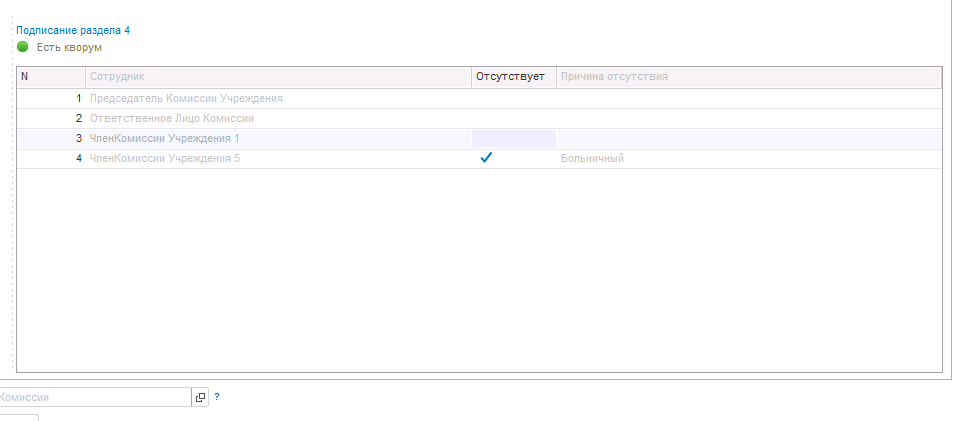 Подписание раздела 4
Есть кворум
N Сотрудник Отсутствует Причина отсутствия
1 Председатель Комиссии Учреждения
2 Ответственное Лицо Комиссии
3 ЧленКомиссии Учреждения 1
4 ЧленКомиссии Учреждения 5 Больничный
Комиссии ?